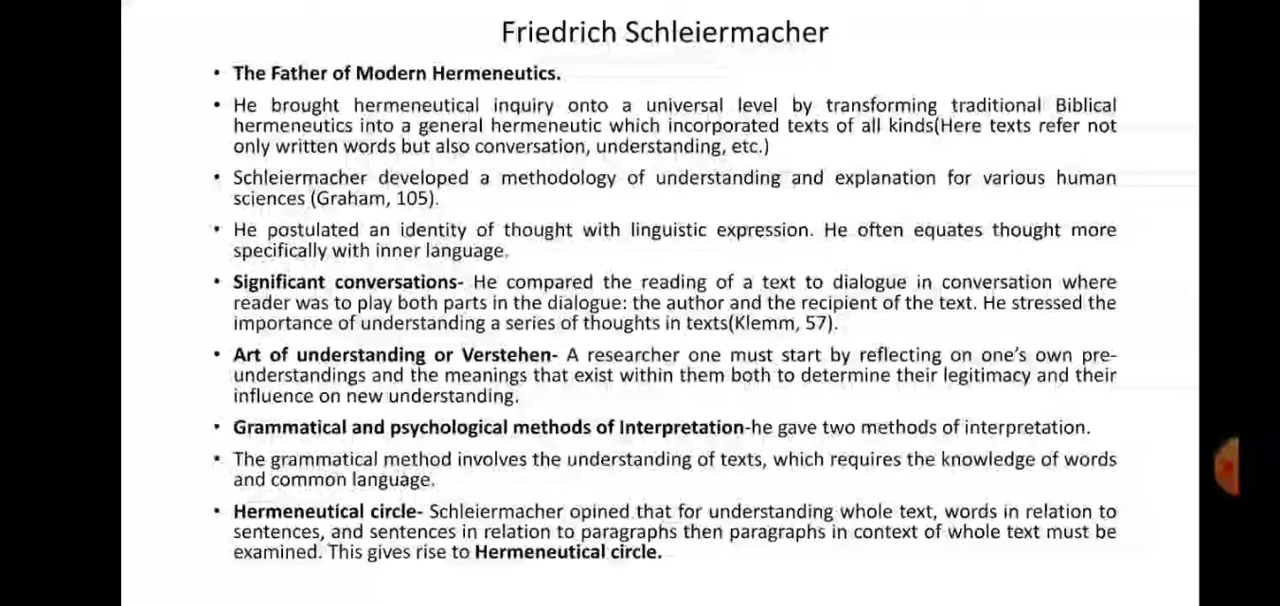 Friedrich Schleiermacher
• The Father of Modern Hermeneutics.
• He brought hermeneutical inquiry onto a universal level by transforming traditional Biblical
hermeneutics into a general hermeneutic which incorporated texts of all kinds(Here texts refer not
only written words but also conversation, understanding, etc.)
• Schleiermacher developed a methodology of understanding and explanation for various human
sciences (Graham, 105).
• He postulated an identity of thought with linguistic expression. He often equates thought more
specifically with inner language.
• Significant conversations- He compared the reading of a text to dialogue in conversation where
reader was to play both parts in the dialogue: the author and the recipient of the text. He stressed the
importance of understanding a series of thoughts in texts(Klemm, 57).
• Art of understanding or Verstehen- A researcher one must start by reflecting on one's own pre-
understandings and the meanings that exist within them both to determine their legitimacy and their
influence on new understanding.
• Grammatical and psychological methods of Interpretation-he gave two methods of interpretation.
• The grammatical method involves the understanding of texts, which requires the knowledge of words
and common language.
• Hermeneutical circle- Schleiermacher opined that for understanding whole text, words in relation to
sentences, and sentences in relation to paragraphs then paragraphs in context of whole text must be
examined. This gives rise to Hermeneutical circle.